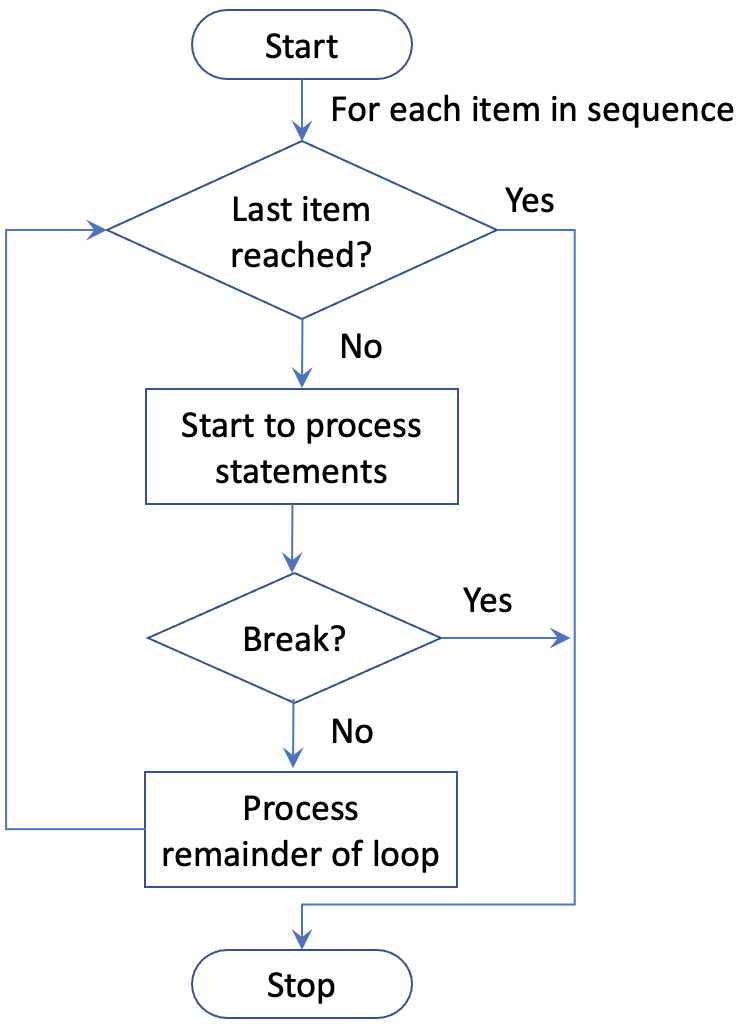 Start
For each item in sequence
Last item
reached?
Yes
No
Start to process
statements
Break?
Yes
No
Process
remainder of loop
Stop